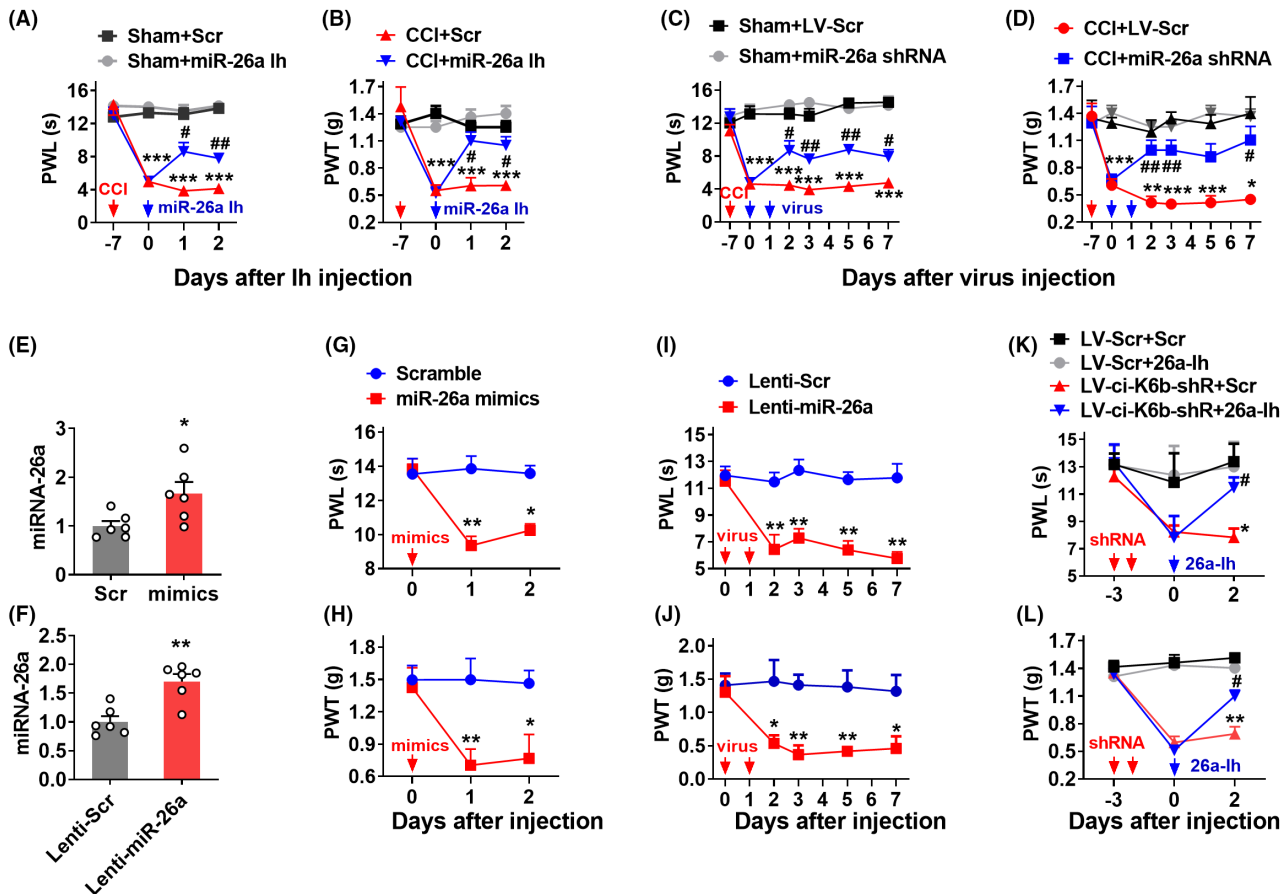 (A)
Sham+Scr
Sham+miR-26a Ih
PWL (s)
16
12
8
4
0
***
#
##
***
***
CCI
miR-26a Ih
-7 0 1 2
(B)
CCI+Scr
CCI+miR-26a Ih
PWT (g)
1.7
1.4
1.1
0.8
0.5
0.2
***
#
***
#
***
miR-26a Ih
-7 0 1 2
Days after Ih injection
(C)
Sham+LV-Scr
Sham+miR-26a shRNA
PWL (s)
16
12
8
4
0
***
#
##
##
#
***
***
***
***
CCI
virus
-7 0 1 2 3 4 5 6 7
(D)
CCI+LV-Scr
CCI+miR-26a shRNA
PWT (g)
1.7
1.4
1.1
0.8
0.5
0.2
***
##
##
#
**
***
***
*
-7 0 1 2 3 4 5 6 7
Days after virus injection
(E)
miRNA-26a
3
2
1
0
*
Scr mimics
(F)
miRNA-26a
2.5
2.0
1.5
1.0
0.5
0.0
**
Lenti-Scr
Lenti-miR-26a
(G)
Scramble
miR-26a mimics
PWL (s)
16
14
12
10
8
mimics
**
*
0 1 2
(H)
PWT (g)
1.8
1.5
1.2
0.9
0.6
mimics
**
*
0 1 2
Days after injection
(I)
Lenti-Scr
Lenti-miR-26a
PWL (s)
15
13
11
9
7
5
virus
**
**
**
**
0 1 2 3 4 5 6 7
(J)
PWT (g)
2.0
1.5
1.0
0.5
0.0
virus
*
**
**
*
0 1 2 3 4 5 6 7
Days after injection
(K)
LV-Scr+Scr
LV-Scr+26a-Ih
LV-ci-K6b-shR+Scr
LV-ci-K6b-shR+26a-Ih
PWL (s)
15
13
11
9
7
5
#
*
shRNA
26a-Ih
-3 0 2
(L)
PWT (g)
1.7
1.4
1.1
0.8
0.5
0.2
#
**
shRNA
26a-Ih
-3 0 2
Days after injection